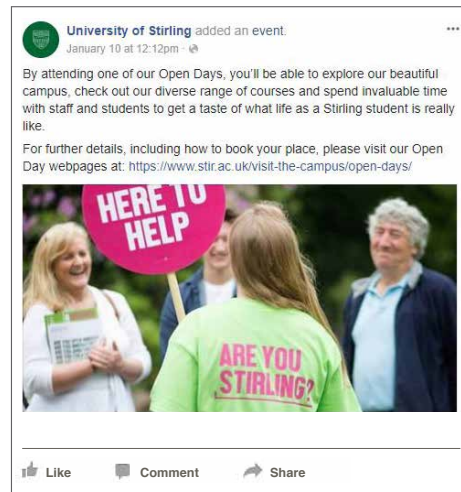 University of Stirling added an event.
January 10 at 12:12pm ·
By attending one of our Open Days, you'll be able to explore our beautiful
campus, check out our diverse range of courses and spend invaluable time
with staff and students to get a taste of what life as a Stirling student is really
like.
For further details, including how to book your place, please visit our Open
Day webpages at: https://www.stir.ac.uk/visit-the-campus/open-days/
HERE TO
HELP
ARE YOU
STIRLING?
Like Comment Share